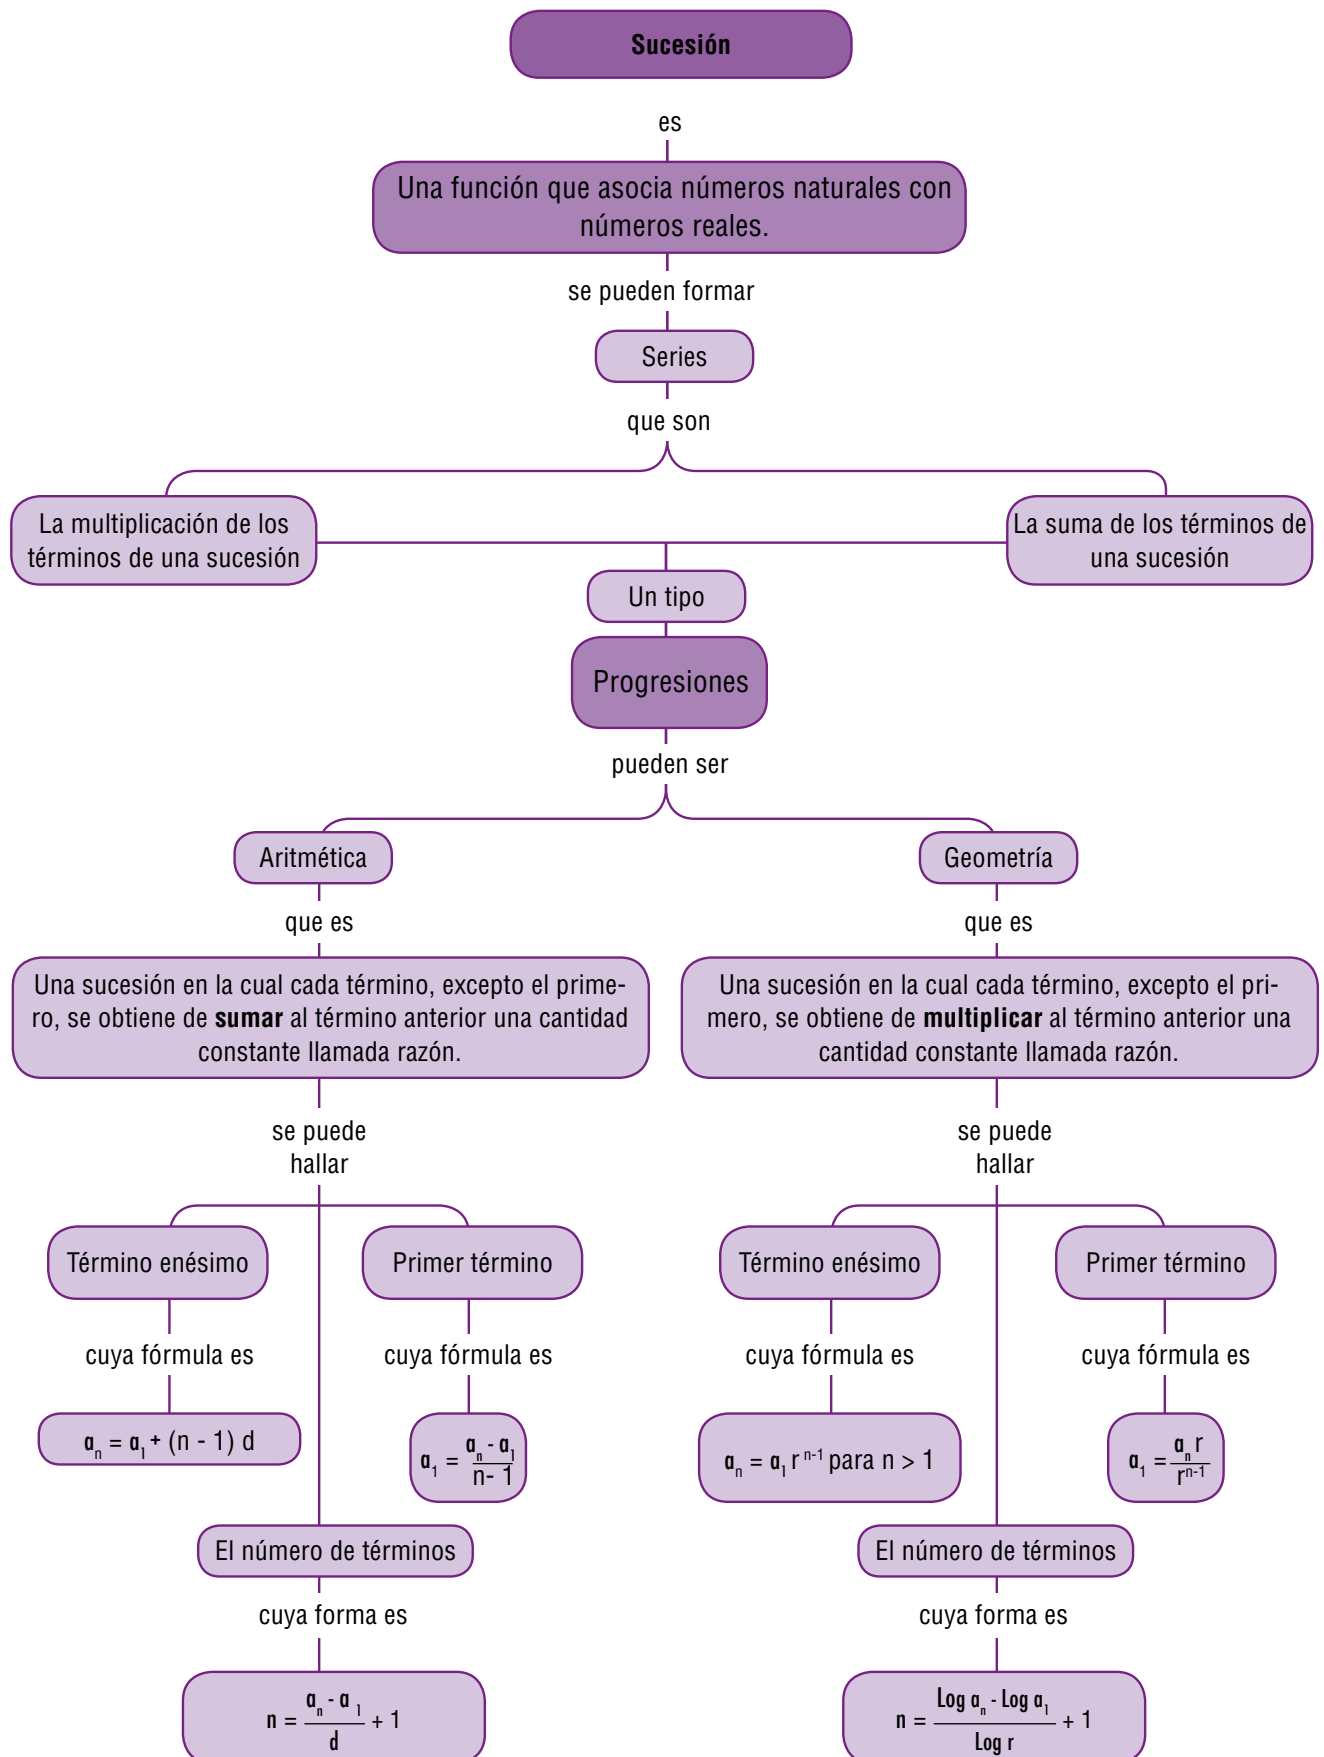 Sucesión
es
Una función que asocia números naturales con
números reales.
se pueden formar
Series
que son
La multiplicación de los
términos de una sucesión
La suma de los términos de
una sucesión
Un tipo
Progresiones
pueden ser
Aritmética
que es
Una sucesión en la cual cada término, excepto el prime-
ro, se obtiene de sumar al término anterior una cantidad
constante llamada razón.
se puede
hallar
Término enésimo
cuya fórmula es
aₙ = a₁ + (n - 1) d
Primer término
cuya fórmula es
a₁ = (aₙ - a₁)/(n- 1)
El número de términos
cuya forma es
n = (aₙ - a₁)/d + 1
Geometría
que es
Una sucesión en la cual cada término, excepto el pri-
mero, se obtiene de multiplicar al término anterior una
cantidad constante llamada razón.
se puede
hallar
Término enésimo
cuya fórmula es
aₙ = a₁ r ⁿ⁻¹ para n > 1
Primer término
cuya fórmula es
a₁ = aₙ r/rⁿ⁻¹
El número de términos
cuya forma es
n = (Log aₙ - Log a₁)/Log r + 1